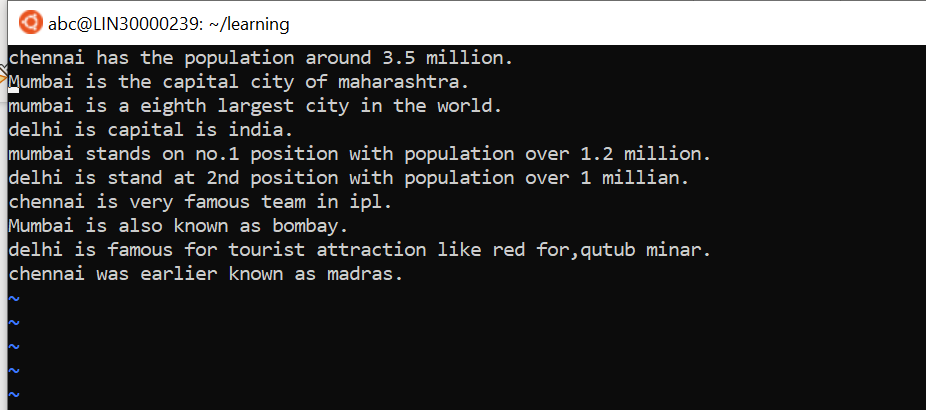 abc@LIN30000239: ~/learning
chennai has the population around 3.5 million.
Mumbai is the capital city of maharashtra.
mumbai is a eighth largest city in the world.
delhi is capital is india.
mumbai stands on no.1 position with population over 1.2 million.
delhi is stand at 2nd position with population over 1 millian.
chennai is very famous team in ipl.
Mumbai is also known as bombay.
delhi is famous for tourist attraction like red for,qutub minar.
chennai was earlier known as madras.
~
~
~
~
~